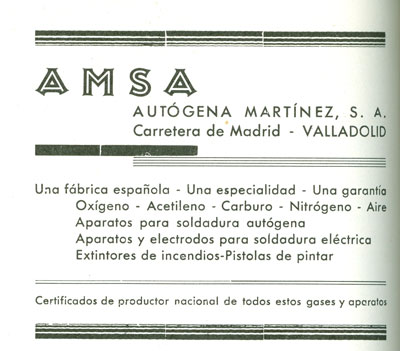 AMSA
AUTÓGENA MARTÍNEZ, S. A.
Carretera de Madrid - VALLADOLID
Una fábrica española - Una especialidad - Una garantía
Oxígeno - Acetileno - Carburo - Nitrógeno - Aire
Aparatos para soldadura autógena
Aparatos y electrodos para soldadura eléctrica
Extintores de incendios-Pistolas de pintar
Certificados de productor nacional de todos estos gases y aparatos